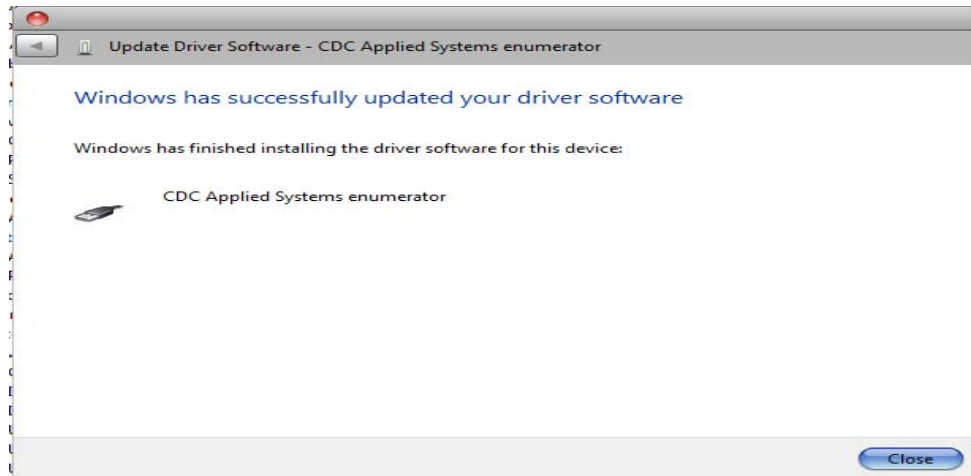 Update Driver Software - CDC Applied Systems enumerator
Windows has successfully updated your driver software
Windows has finished installing the driver software for this device:
CDC Applied Systems enumerator
Close